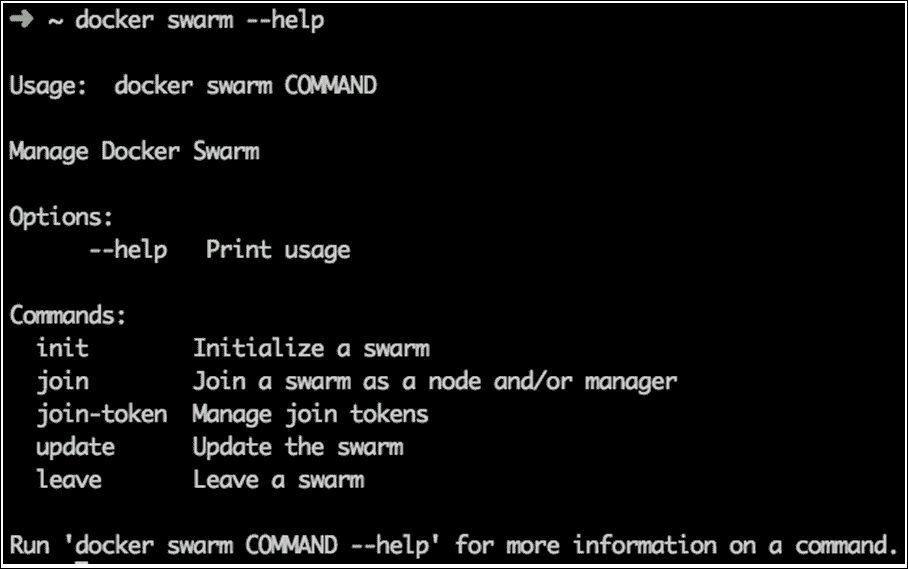 ➜ ~ docker swarm --help
Usage:  docker swarm COMMAND
Manage Docker Swarm
Options:
      --help   Print usage
Commands:
  init        Initialize a swarm
  join        Join a swarm as a node and/or manager
  join-token  Manage join tokens
  update      Update the swarm
  leave       Leave a swarm
Run 'docker swarm COMMAND --help' for more information on a command.